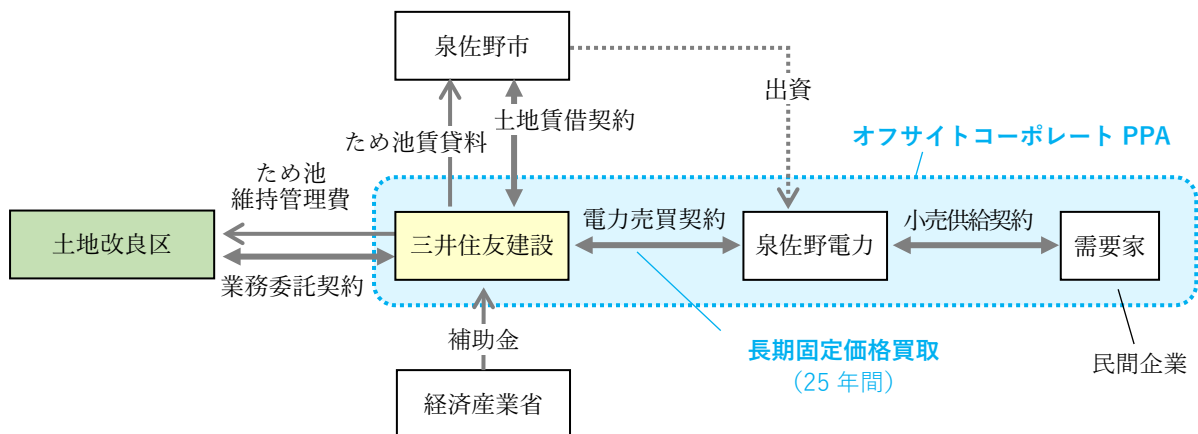 泉佐野市
出資
土地賃借契約
ため池賃貸料
オフサイトコーポレート PPA
ため池
維持管理費
土地改良区
三井住友建設
電力売買契約
泉佐野電力
小売供給契約
需要家
業務委託契約
補助金
長期固定価格買取
（25 年間）
民間企業
経済産業省